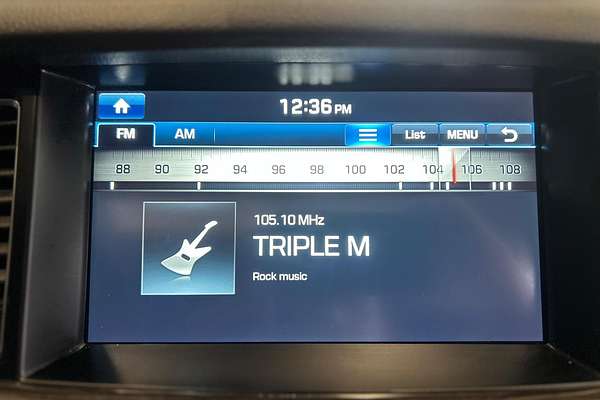 12:36 PM
FM AM List MENU
88 90 92 94 96 98 100 102 104 106 108
105.10 MHz
TRIPLE M
Rock music